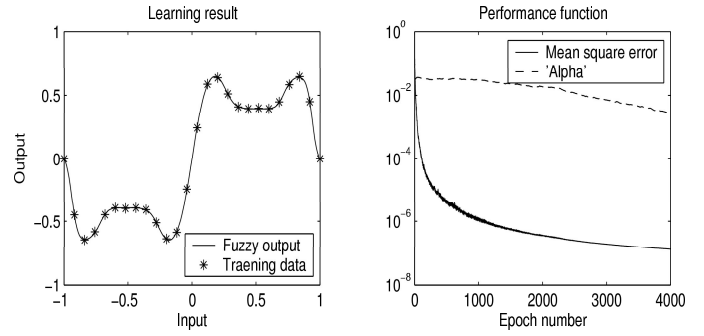 Learning result
1
0.5
0
−0.5
−1
−1
−0.5
0
0.5
1
Output
Input
Fuzzy output
Traening data
Performance function
10^0
10^−2
10^−4
10^−6
10^−8
0
1000
2000
3000
4000
Epoch number
Mean square error
'Alpha'